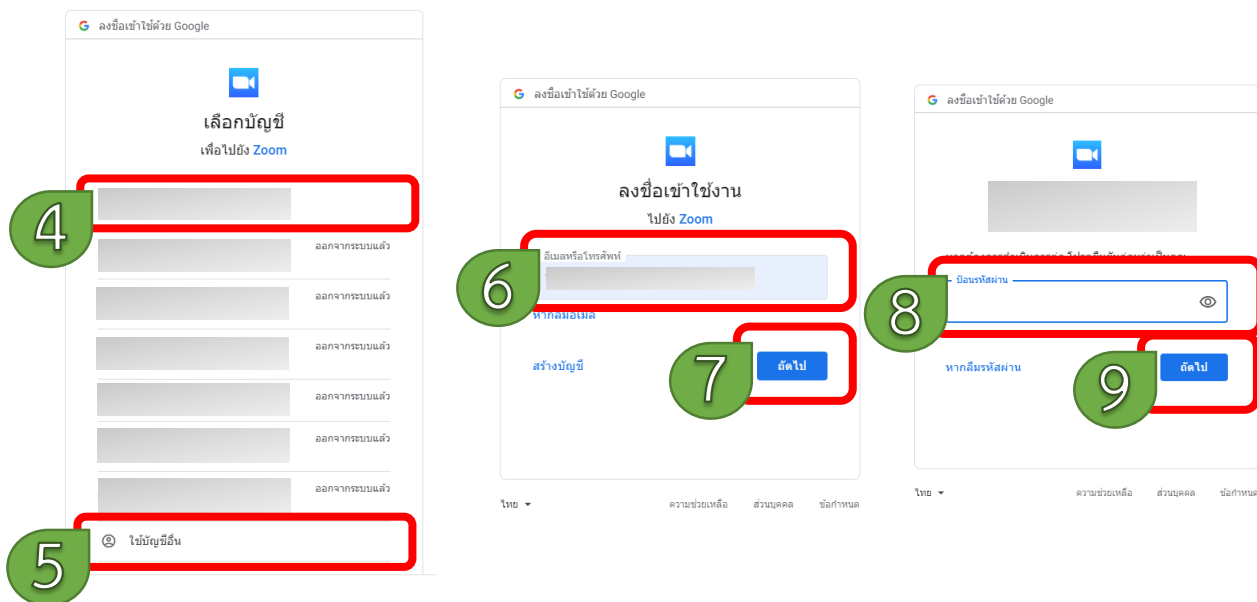 ลงชื่อเข้าใช้ด้วย Google
เลือกบัญชี
เพื่อไปยัง Zoom
4
ออกจากระบบแล้ว
ออกจากระบบแล้ว
ออกจากระบบแล้ว
ออกจากระบบแล้ว
ออกจากระบบแล้ว
ออกจากระบบแล้ว
5
ใช้บัญชีอื่น
ลงชื่อเข้าใช้ด้วย Google
ลงชื่อเข้าใช้งาน
ไปยัง Zoom
6
อีเมลหรือโทรศัพท์
หากลืมอีเมล
สร้างบัญชี
7
ถัดไป
ไทย
ความช่วยเหลือ ส่วนบุคคล ข้อกำหนด
ลงชื่อเข้าใช้ด้วย Google
8
ป้อนรหัสผ่าน
หากลืมรหัสผ่าน
9
ถัดไป
ไทย
ความช่วยเหลือ ส่วนบุคคล ข้อกำหนด